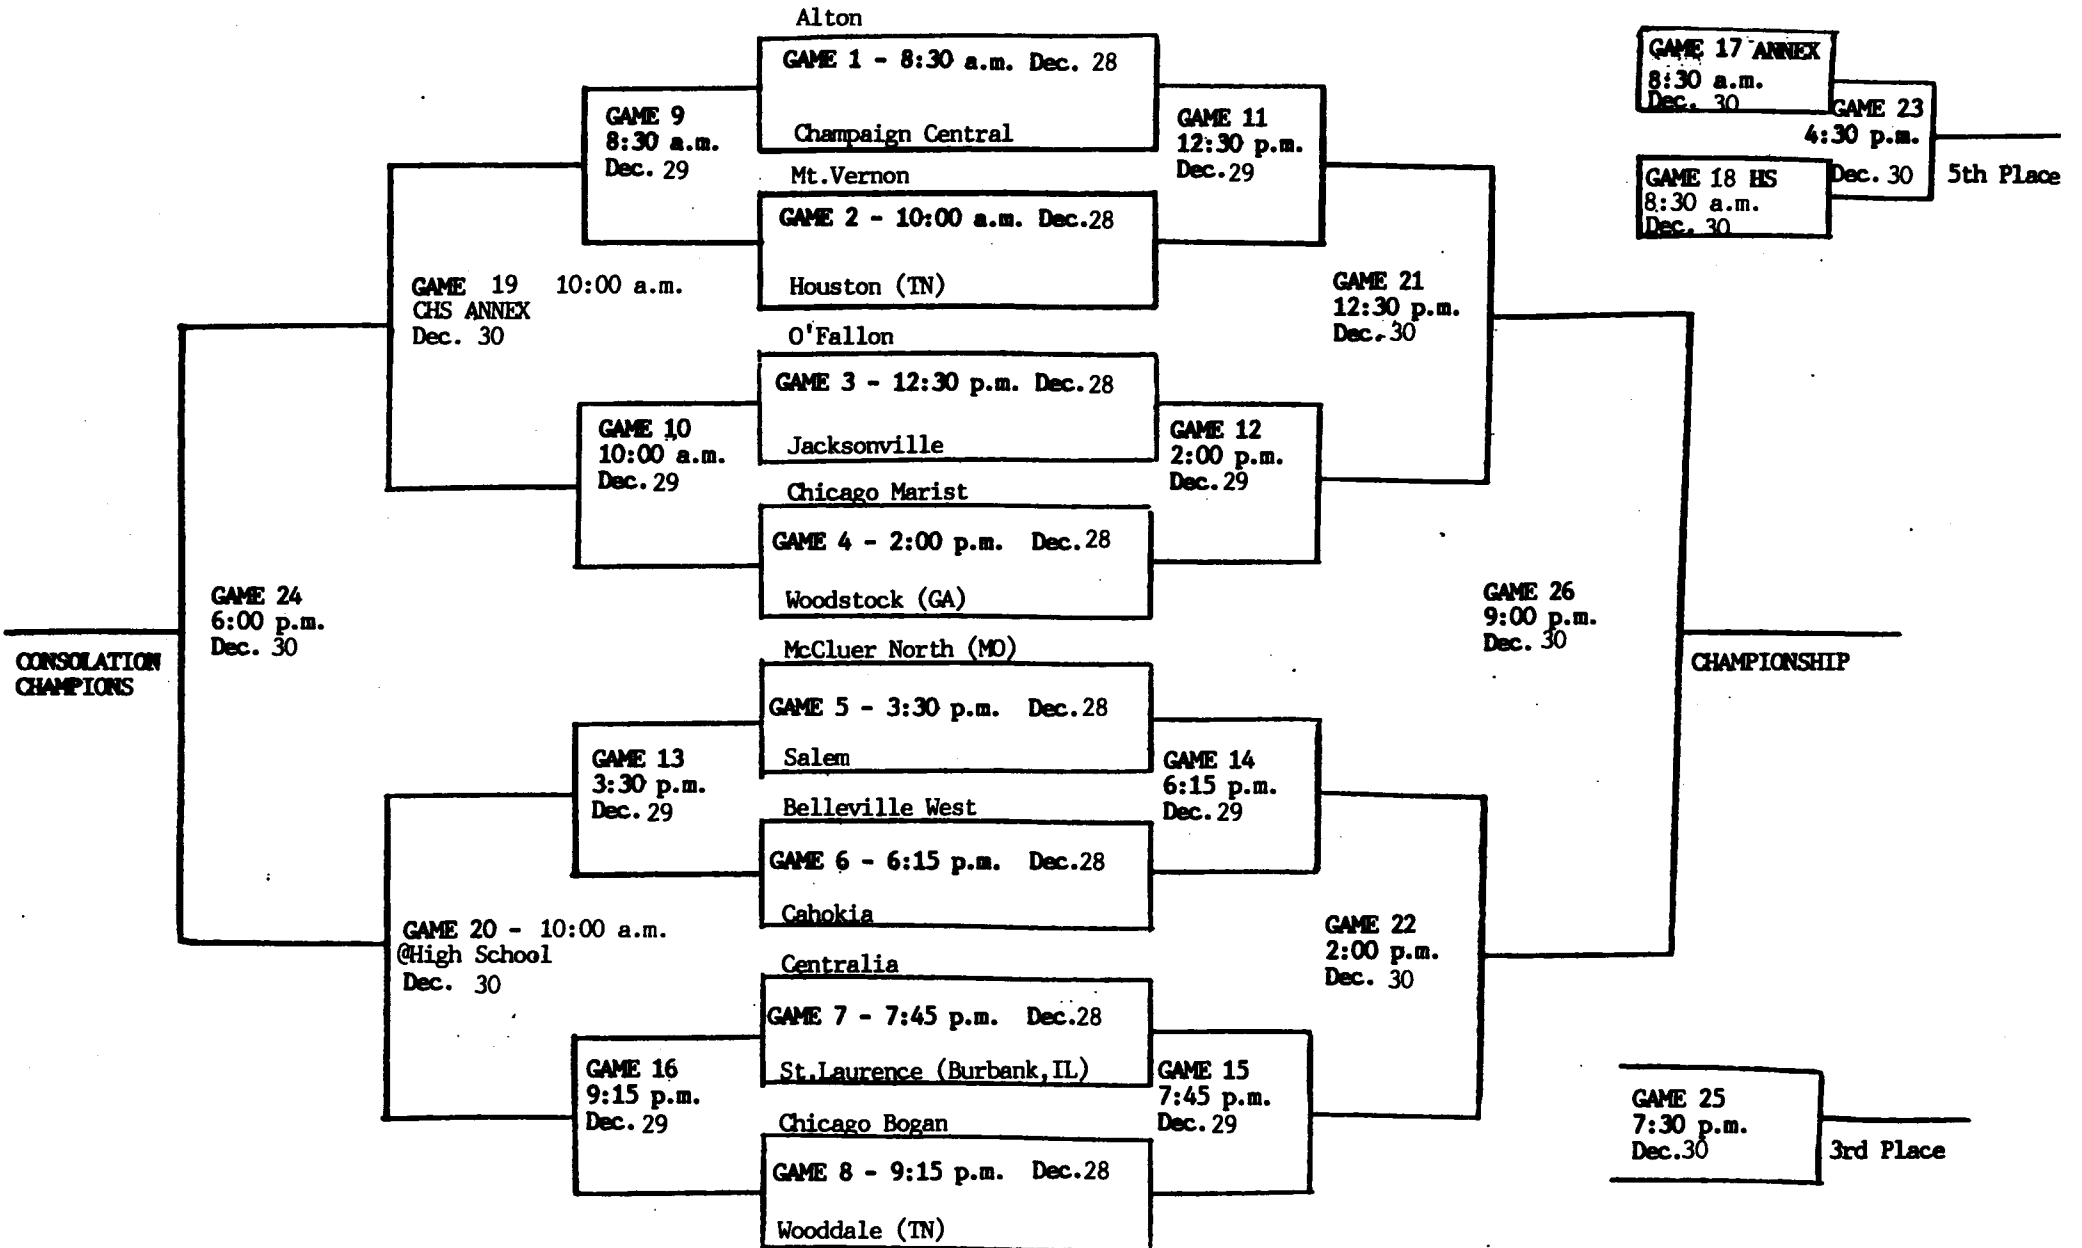 Alton
GAME 1 - 8:30 a.m. Dec. 28
Champaign Central
Mt.Vernon
GAME 2 - 10:00 a.m. Dec.28
Houston (TN)
O'Fallon
GAME 3 - 12:30 p.m. Dec.28
Jacksonville
Chicago Marist
GAME 4 - 2:00 p.m. Dec.28
Woodstock (GA)
McCluer North (MO)
GAME 5 - 3:30 p.m. Dec.28
Salem
Belleville West
GAME 6 - 6:15 p.m. Dec.28
Cahokia
Centralia
GAME 7 - 7:45 p.m. Dec.28
St.Laurence (Burbank,IL)
Chicago Bogan
GAME 8 - 9:15 p.m. Dec.28
Wooddale (TN)
GAME 9
8:30 a.m.
Dec. 29
GAME 10
10:00 a.m.
Dec.29
GAME 13
3:30 p.m.
Dec.29
GAME 16
9:15 p.m.
Dec.29
GAME 19 10:00 a.m.
CHS ANNEX
Dec. 30
GAME 20 - 10:00 a.m.
@High School
Dec. 30
GAME 24
6:00 p.m.
Dec. 30
CONSOLATION
CHAMPIONS
GAME 11
12:30 p.m.
Dec.29
GAME 12
2:00 p.m.
Dec.29
GAME 14
6:15 p.m.
Dec.29
GAME 15
7:45 p.m.
Dec.29
GAME 21
12:30 p.m.
Dec.30
GAME 22
2:00 p.m.
Dec. 30
GAME 26
9:00 p.m.
Dec. 30
CHAMPIONSHIP
GAME 17 ANNEX
8:30 a.m.
Dec. 30
GAME 18 HS
8:30 a.m.
Dec. 30
GAME 23
4:30 p.m.
Dec. 30
5th Place
GAME 25
7:30 p.m.
Dec.30
3rd Place